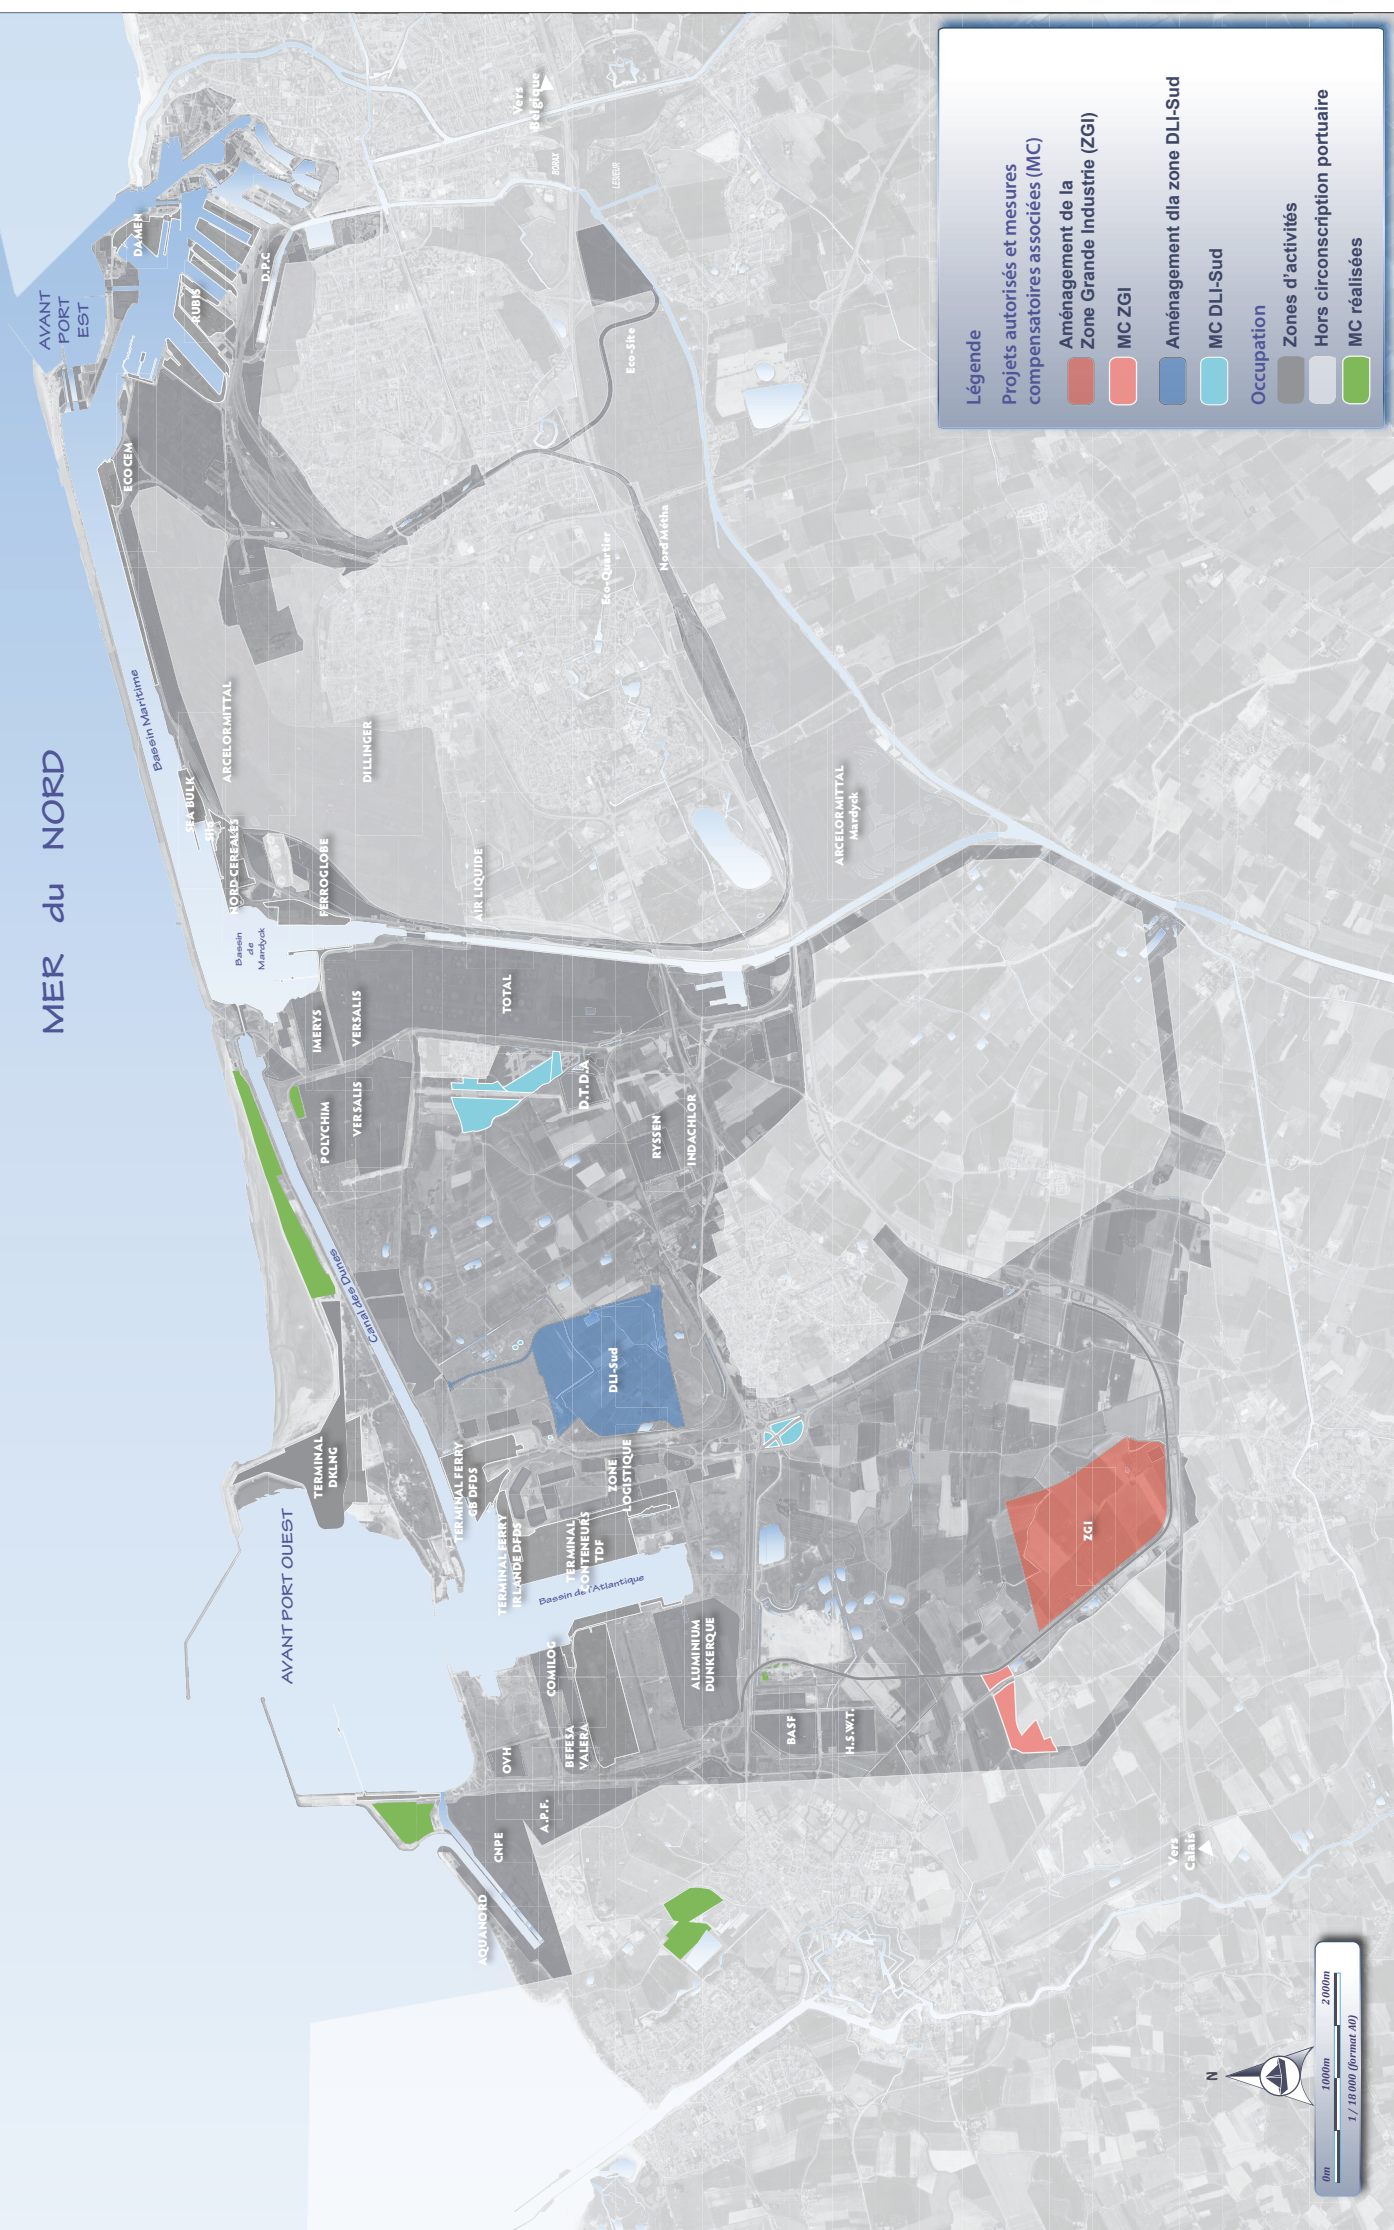 MER du NORD
AVANT
PORT
EST
AVANT PORT OUEST
DAMEN
RUBIS
D.P.C
ECOCEM
Vers
Belgique
BORAX
LESIEUR
Eco-Site
Nord Métha
Eco-Quartier
Bassin Maritime
ARCELORMITTAL
DILLINGER
SEA BULK
Silo
NORD CEREALES
FERROGLOBE
AIR LIQUIDE
ARCELORMITTAL
Mardyck
Bassin
de
Mardyck
IMERYS
VERSALIS
TOTAL
POLYCHIM
VERSALIS
D.T.D.A
RYSSEN
INDACHLOR
Canal des Dunes
DLI-Sud
TERMINAL
DKLNG
TERMINAL FERRY
GB DFDS
ZONE
LOGISTIQUE
TERMINAL FERRY
IRLANDE DFDS
TERMINAL
CONTENEURS
TDF
Bassin de l'Atlantique
ZGI
COMILOG
ALUMINIUM
DUNKERQUE
OVH
BEFESA
VALERA
BASF
H.S.W.T.
A.P.F.
CNPE
AQUANORD
Vers
Calais
Légende
Projets autorisés et mesures
compensatoires associées (MC)
Aménagement de la
Zone Grande Industrie (ZGI)
MC ZGI
Aménagement dla zone DLI-Sud
MC DLI-Sud
Occupation
Zones d'activités
Hors circonscription portuaire
MC réalisées
N
0m 1000m 2000m
1 / 18 000 (format A0)